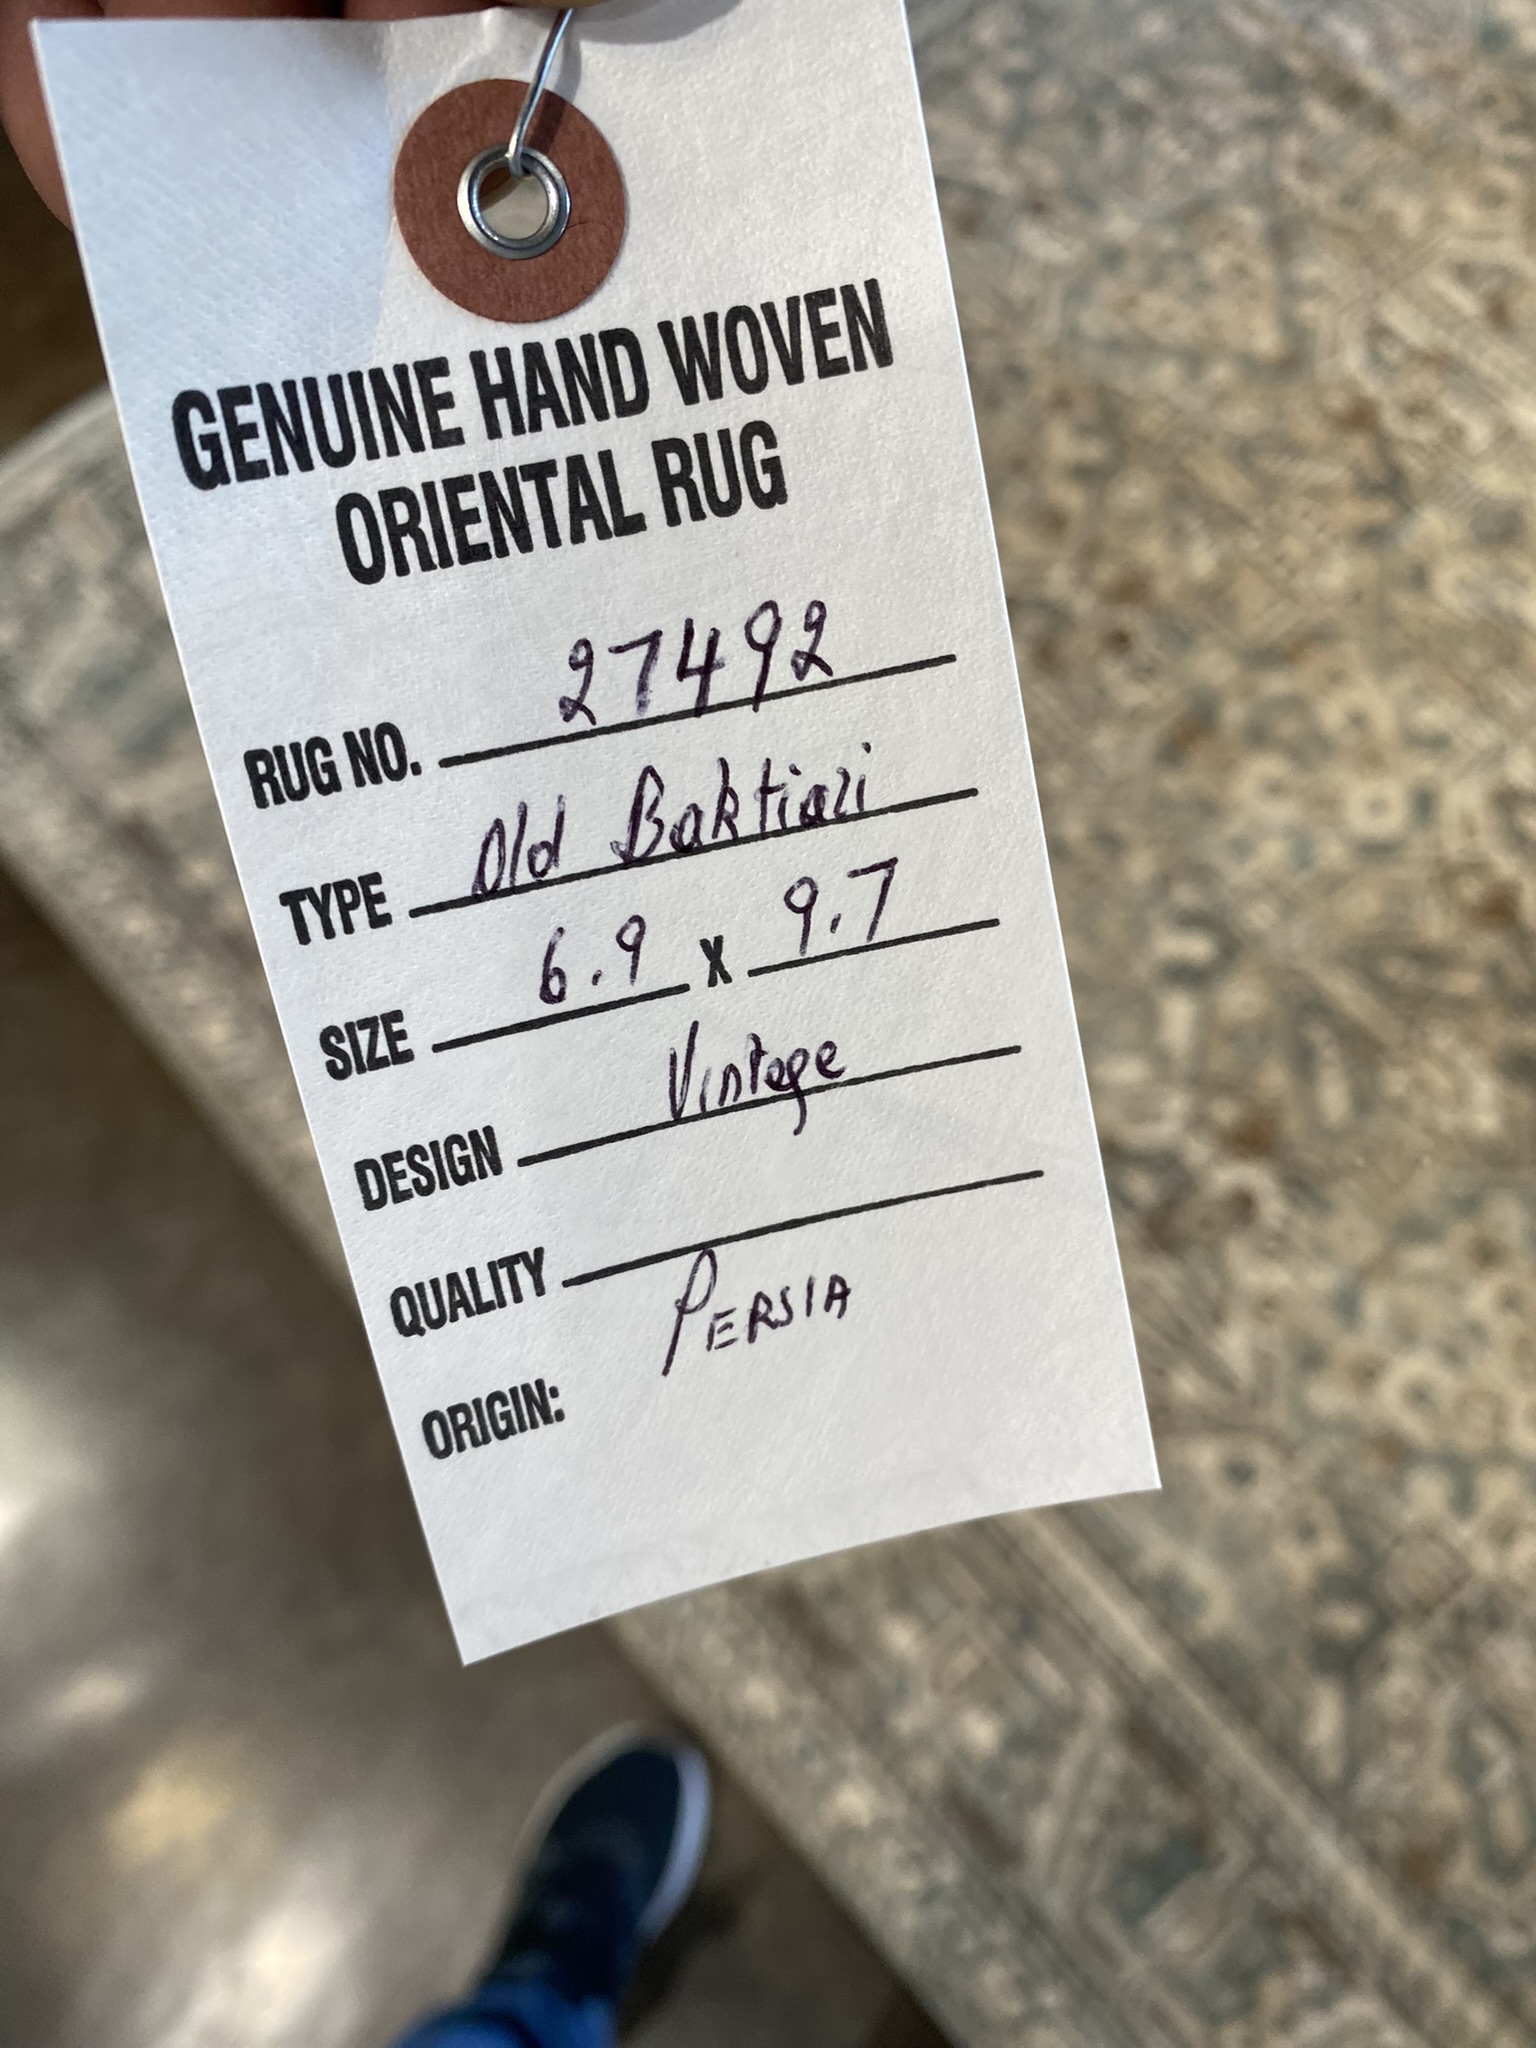 GENUINE HAND WOVEN
ORIENTAL RUG
RUG NO. 27492
TYPE Old Baktiari
SIZE 6.9 X 9.7
DESIGN Vintege
QUALITY
ORIGIN: PERSIA